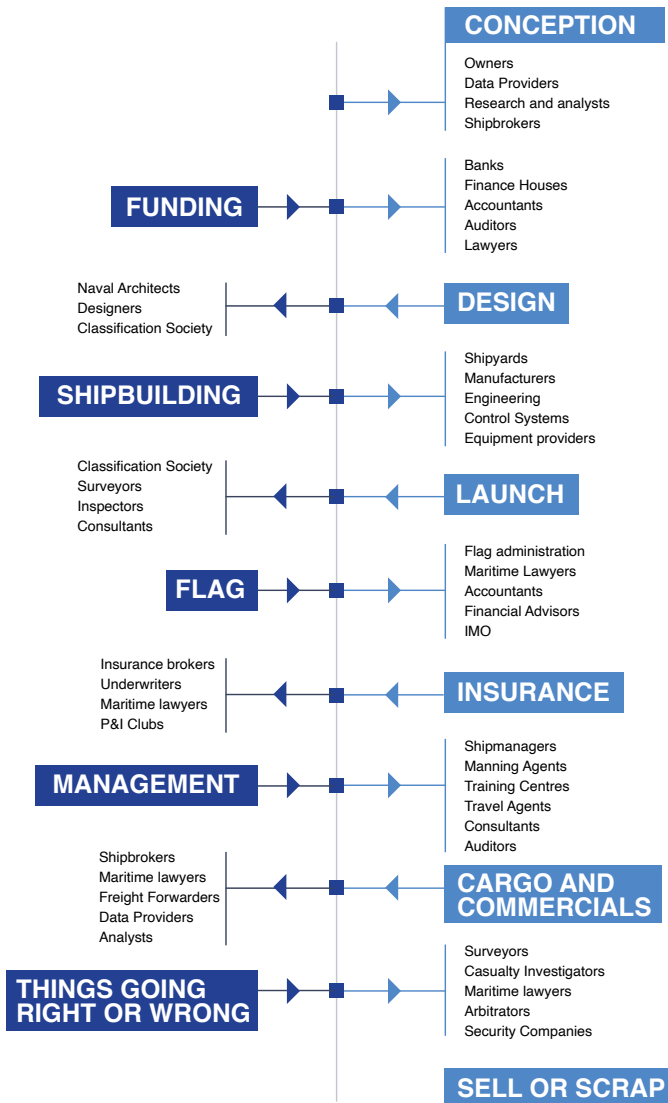 CONCEPTION
Owners
Data Providers
Research and analysts
Shipbrokers
FUNDING
Banks
Finance Houses
Accountants
Auditors
Lawyers
DESIGN
Naval Architects
Designers
Classification Society
SHIPBUILDING
Shipyards
Manufacturers
Engineering
Control Systems
Equipment providers
LAUNCH
Classification Society
Surveyors
Inspectors
Consultants
FLAG
Flag administration
Maritime Lawyers
Accountants
Financial Advisors
IMO
INSURANCE
Insurance brokers
Underwriters
Maritime lawyers
P&I Clubs
MANAGEMENT
Shipmanagers
Manning Agents
Training Centres
Travel Agents
Consultants
Auditors
CARGO AND
COMMERCIALS
Shipbrokers
Maritime lawyers
Freight Forwarders
Data Providers
Analysts
THINGS GOING
RIGHT OR WRONG
Surveyors
Casualty Investigators
Maritime lawyers
Arbitrators
Security Companies
SELL OR SCRAP